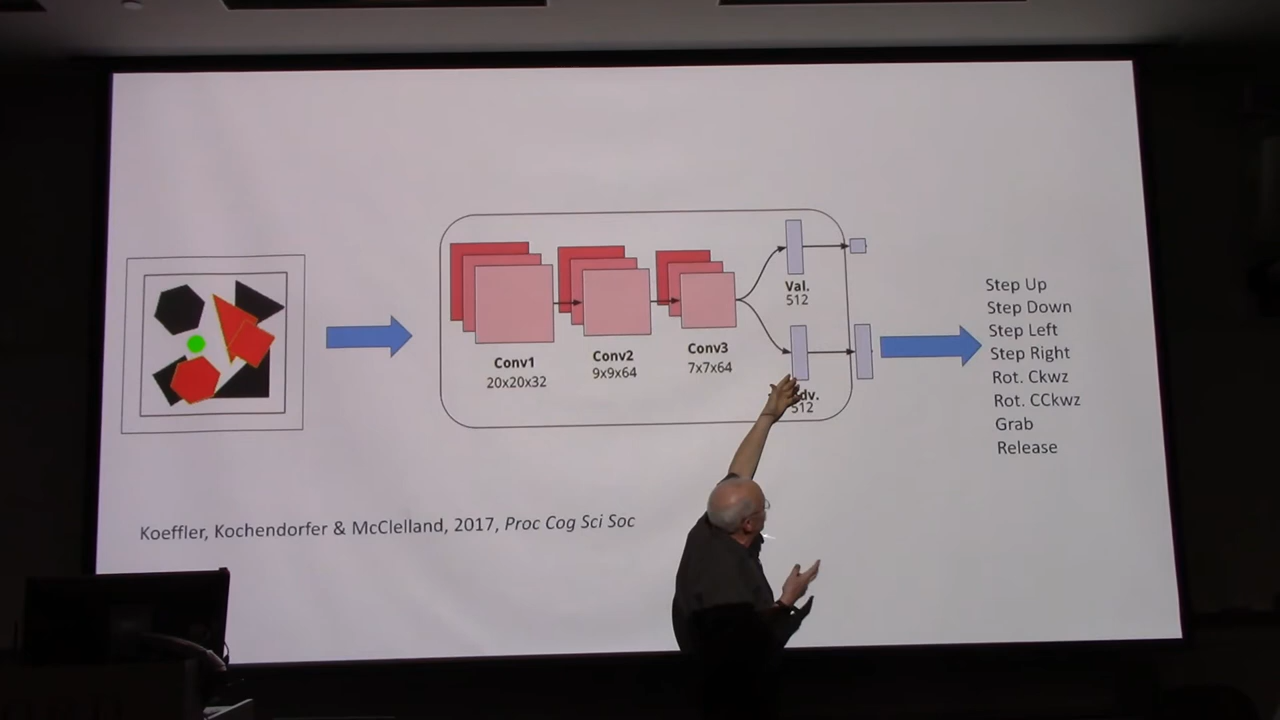 Val.
512
Conv1
20x20x32
Conv2
9x9x64
Conv3
7x7x64
512
Step Up
Step Down
Step Left
Step Right
Rot. Ckwz
Rot. CCkwz
Grab
Release
Koeffler, Kochendorfer & McClelland, 2017, Proc Cog Sci Soc